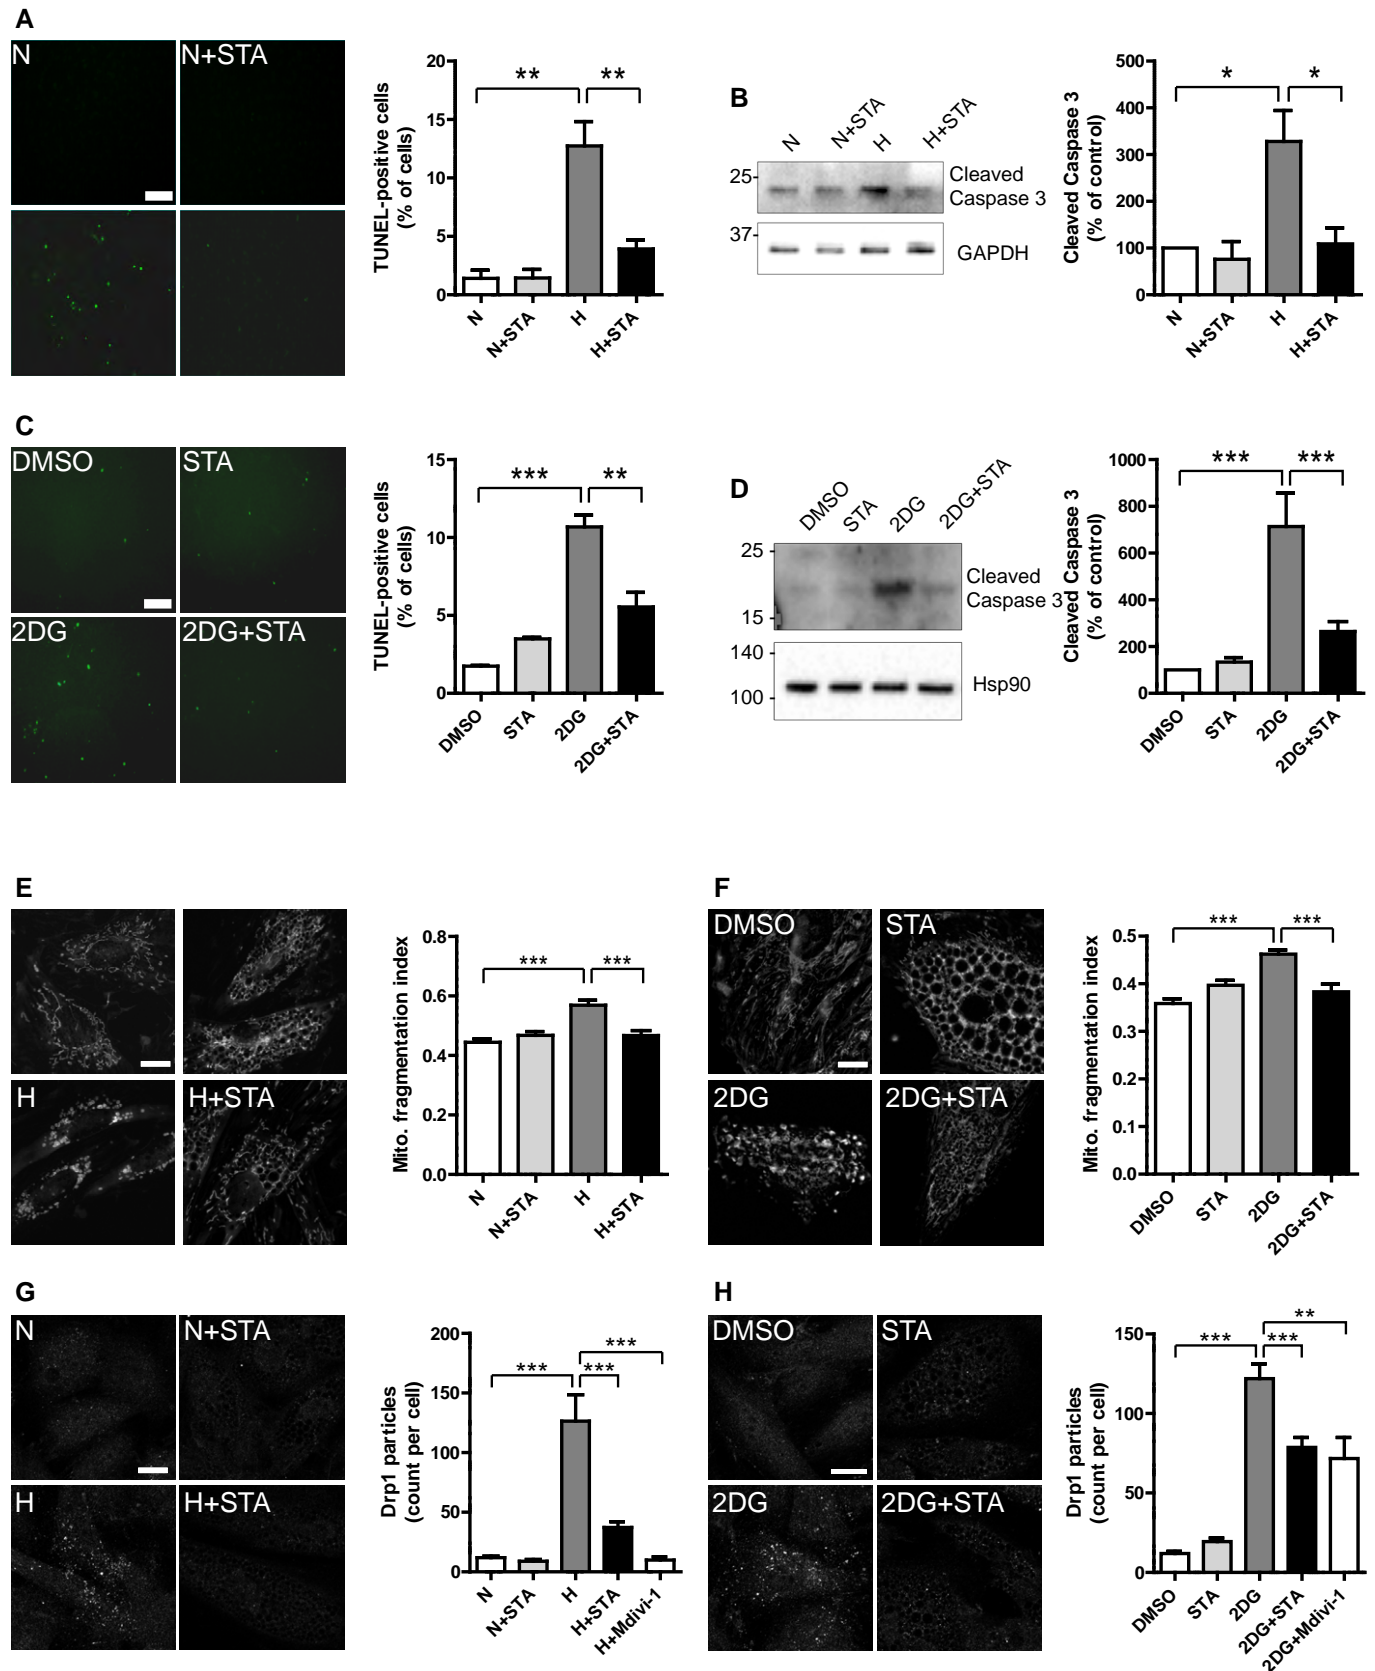 A
N
N+STA
TUNEL-positive cells
(% of cells)
20
15
10
5
0
**
**
N
N+STA
H
H+STA
B
N
N+STA
H
H+STA
25
Cleaved
Caspase 3
37
GAPDH
Cleaved Caspase 3
(% of control)
500
400
300
200
100
0
*
*
N
N+STA
H
H+STA
C
DMSO
STA
2DG
2DG+STA
TUNEL-positive cells
(% of cells)
15
10
5
0
***
**
DMSO
STA
2DG
2DG+STA
D
DMSO
STA
2DG
2DG+STA
25
Cleaved
Caspase 3
15
140
Hsp90
100
Cleaved Caspase 3
(% of control)
1000
800
600
400
200
0
***
***
DMSO
STA
2DG
2DG+STA
E
H
H+STA
Mito. fragmentation index
0.8
0.6
0.4
0.2
0.0
***
***
N
N+STA
H
H+STA
F
DMSO
STA
2DG
2DG+STA
Mito. fragmentation index
0.5
0.4
0.3
0.2
0.1
0.0
***
***
DMSO
STA
2DG
2DG+STA
G
N
N+STA
H
H+STA
Drp1 particles
(count per cell)
200
150
100
50
0
***
***
***
N
N+STA
H
H+STA
H+Mdivi-1
H
DMSO
STA
2DG
2DG+STA
Drp1 particles
(count per cell)
150
100
50
0
**
***
***
DMSO
STA
2DG
2DG+STA
2DG+Mdivi-1